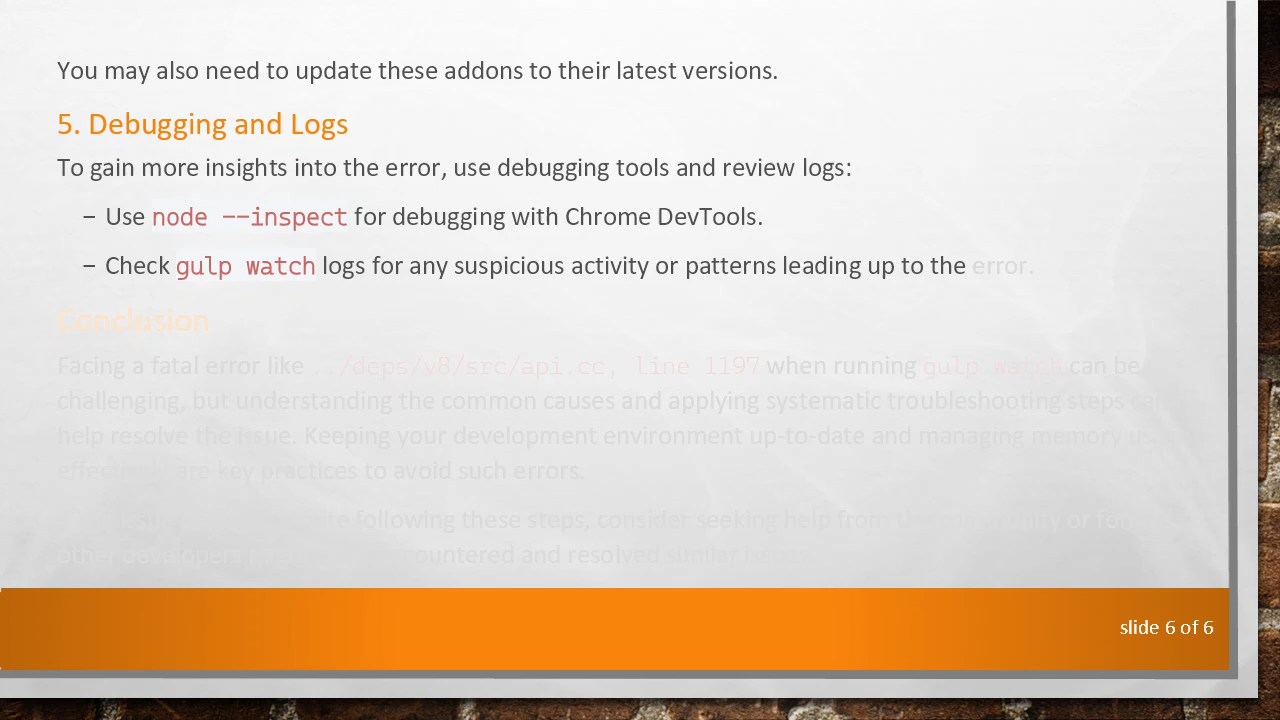 You may also need to update these addons to their latest versions.
5. Debugging and Logs
To gain more insights into the error, use debugging tools and review logs:
– Use node --inspect for debugging with Chrome DevTools.
– Check gulp watch logs for any suspicious activity or patterns leading up to the error.
Conclusion
Facing a fatal error like ../deps/v8/src/api.cc, line 1197 when running gulp watch can be
challenging, but understanding the common causes and applying systematic troubleshooting steps can
help resolve the issue. Keeping your development environment up-to-date and managing memory
effectively are key practices to avoid such errors.
following these steps, consider seeking help from the community or
other developers encountered and resolved similar
slide 6 of 6